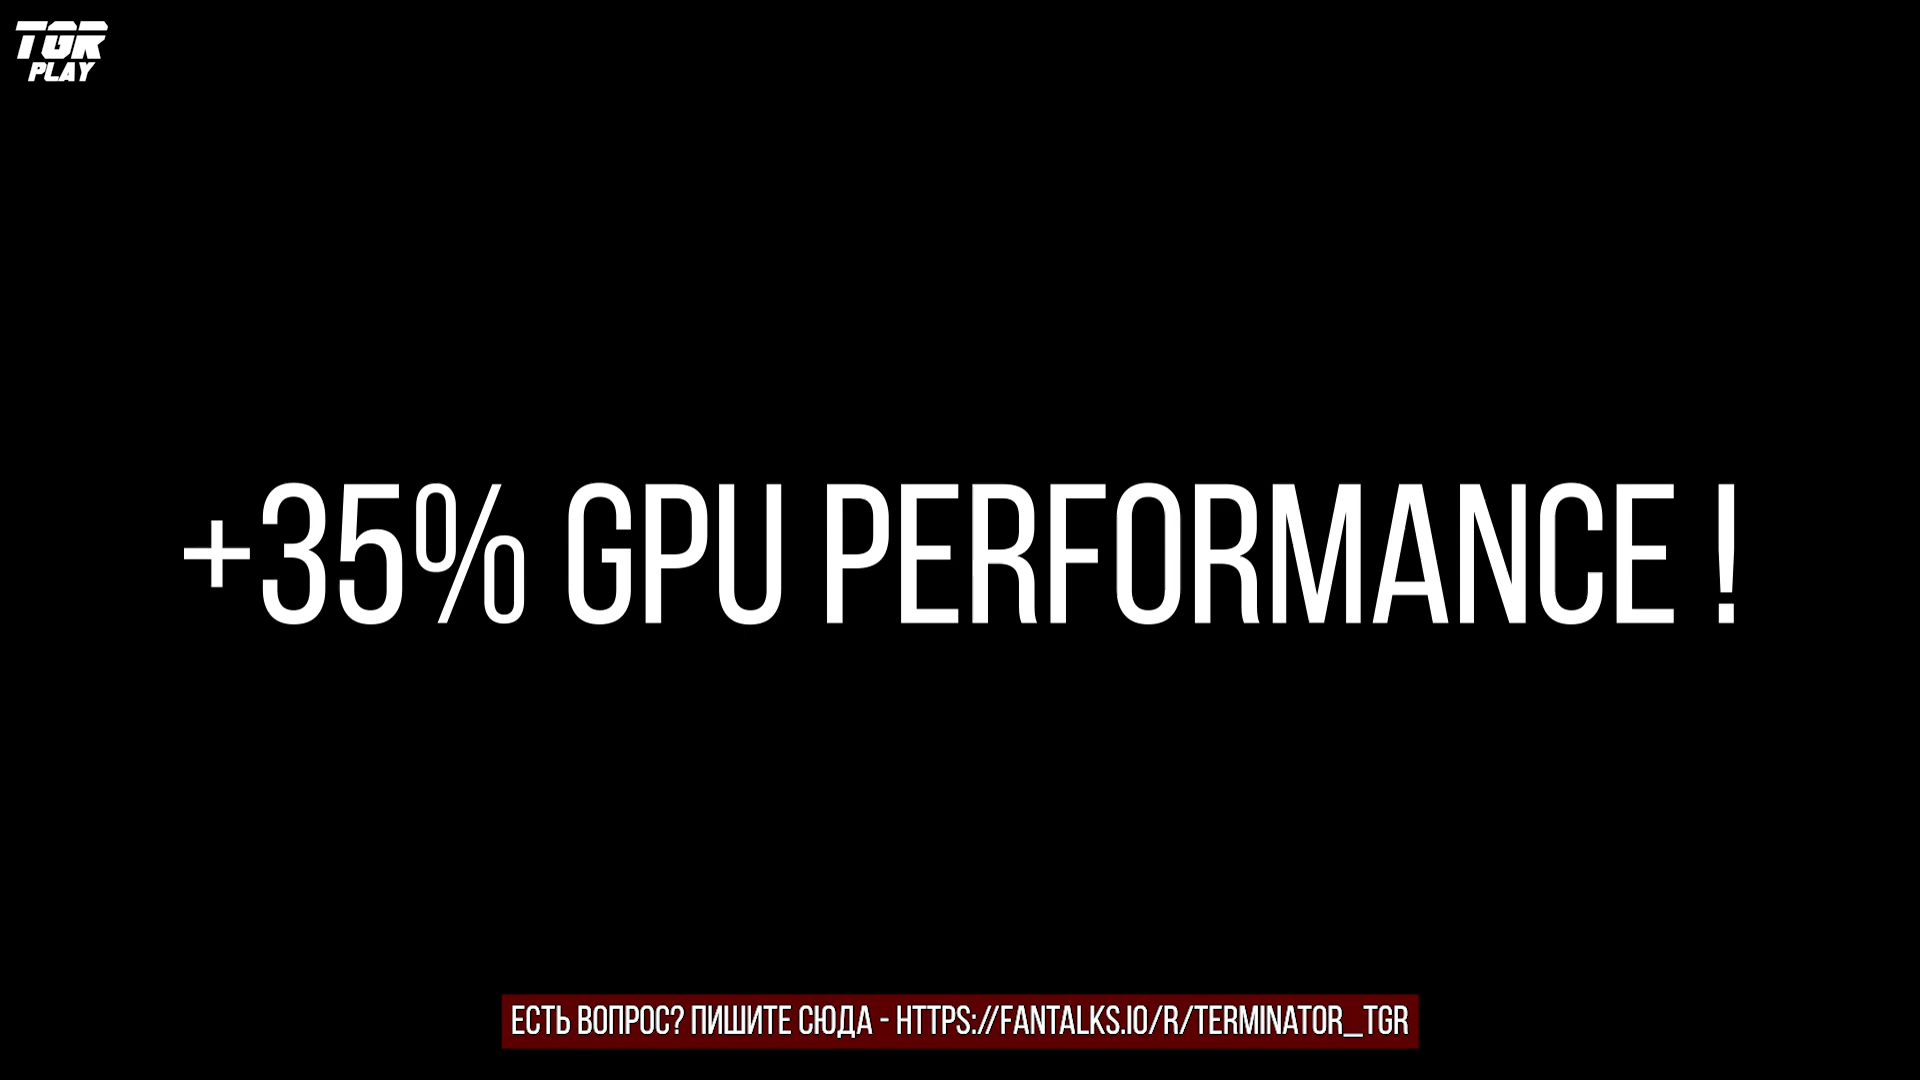 TGR
PLAY
+35% GPU PERFORMANCE !
ЕСТЬ ВОПРОС? ПИШИТЕ СЮДА - HTTPS://FANTALKS.IO/R/TERMINATOR_TGR